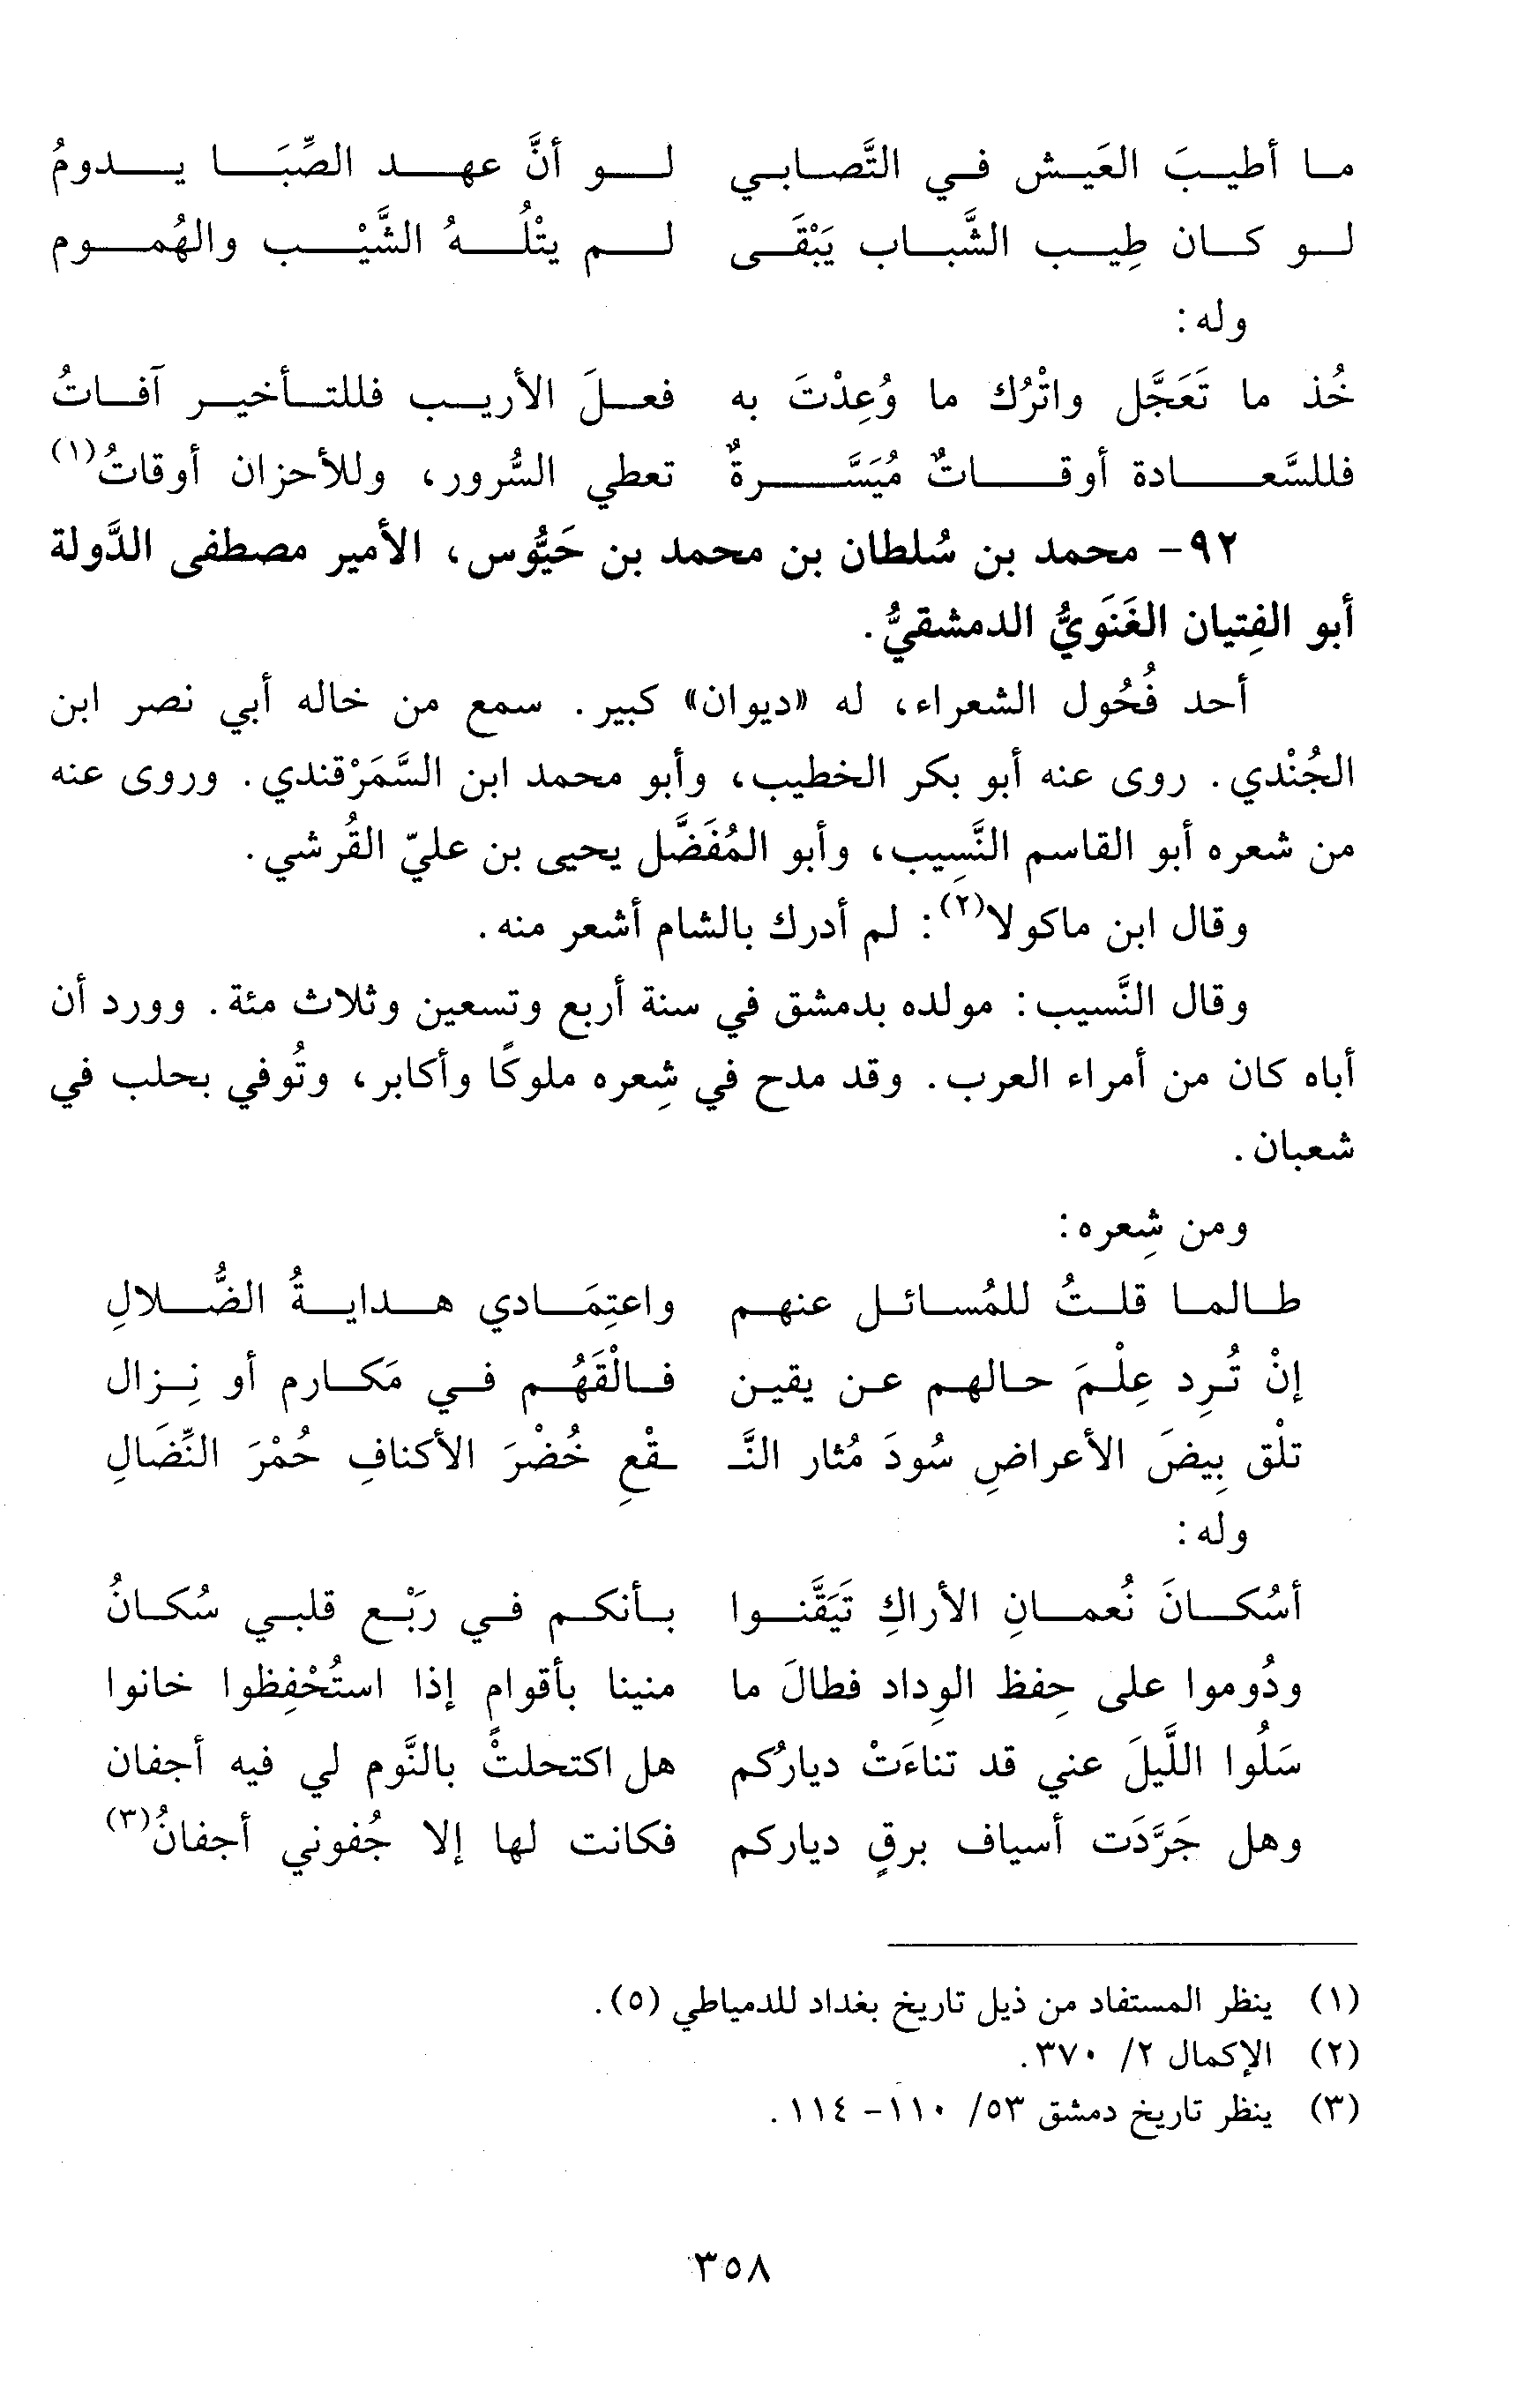 ما أطيبَ العَيش في التَّصابي لو أنَّ عهد الصِّبَا يدومُ
لو كان طِيب الشَّباب يَبْقَى لم يتْلُهُ الشَّيْب والهُموم
وله:
خُذ ما تَعَجَّل واتْرُك ما وُعِدْتَ به فعلَ الأريب فللتأخير آفاتُ
فللسَّعادة أوقاتٌ مُيَسَّرةٌ تعطي السُّرور، وللأحزان أوقاتُ(١)
٩٢- محمد بن سُلطان بن محمد بن حَيُّوس، الأمير مصطفى الدَّولة
أبو الفِتيان الغَنَويُّ الدمشقيُّ.
أحد فُحُول الشعراء، له «ديوان» كبير. سمع من خاله أبي نصر ابن
الجُنْدي. روى عنه أبو بكر الخطيب، وأبو محمد ابن السَّمَرْقندي. وروى عنه
من شعره أبو القاسم النَّسِيب، وأبو المُفَضَّل يحيى بن عليّ القُرشي.
وقال ابن ماكولا(٢): لم أدرك بالشام أشعر منه.
وقال النَّسيب: مولده بدمشق في سنة أربع وتسعين وثلاث مئة. وورد أن
أباه كان من أمراء العرب. وقد مدح في شِعره ملوكًا وأكابر، وتُوفي بحلب في
شعبان.
ومن شِعره:
طالما قلتُ للمُسائل عنهم واعتِمَادي هدايةُ الضُّلالِ
إنْ تُرِد عِلْمَ حالهم عن يقين فالْقَهُم في مَكارم أو نِزال
تلْق بِيضَ الأعراضِ سُودَ مُثار النَّـ ـقْعِ خُضْرَ الأكنافِ حُمْرَ النِّضَالِ
وله:
أسُكانَ نُعمانِ الأراكِ تَيَقَّنوا بأنكم في رَبْع قلبي سُكانُ
ودُوموا على حِفظ الوِداد فطالَ ما منينا بأقوام إذا استُحْفِظوا خانوا
سَلُوا اللَّيلَ عني قد تناءَتْ ديارُكم هل اكتحلتْ بالنَّوم لي فيه أجفان
وهل جَرَّدَت أسياف برقٍ دياركم فكانت لها إلا جُفوني أجفانُ(٣)
(١) ينظر المستفاد من ذيل تاريخ بغداد للدمياطي (٥).
(٢) الإكمال ٢/ ٣٧٠.
(٣) ينظر تاريخ دمشق ٥٣/ ١١٠- ١١٤.
٣٥٨